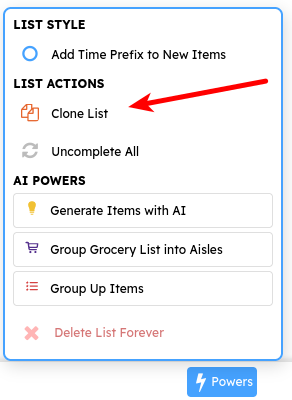 LIST STYLE
Add Time Prefix to New Items
LIST ACTIONS
Clone List
Uncomplete All
AI POWERS
Generate Items with AI
Group Grocery List into Aisles
Group Up Items
Delete List Forever
Powers